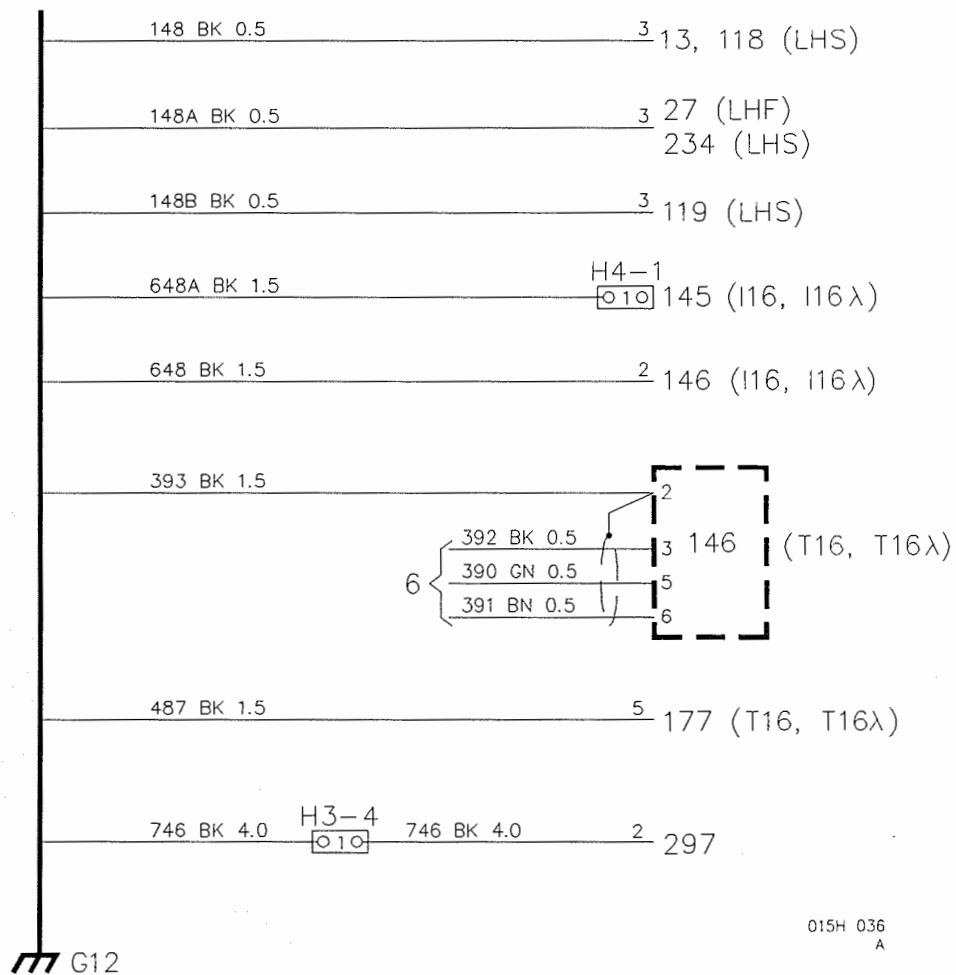 148 BK 0.5 3 13, 118 (LHS)
148A BK 0.5 3 27 (LHF)
234 (LHS)
148B BK 0.5 3 119 (LHS)
H4-1
648A BK 1.5 1 145 (I16, I16λ)
648 BK 1.5 2 146 (I16, I16λ)
393 BK 1.5 2
392 BK 0.5 3 146 (T16, T16λ)
6 390 GN 0.5 5
391 BN 0.5 6
487 BK 1.5 5 177 (T16, T16λ)
H3-4
746 BK 4.0 1 746 BK 4.0 2 297
015H 036
A
G12